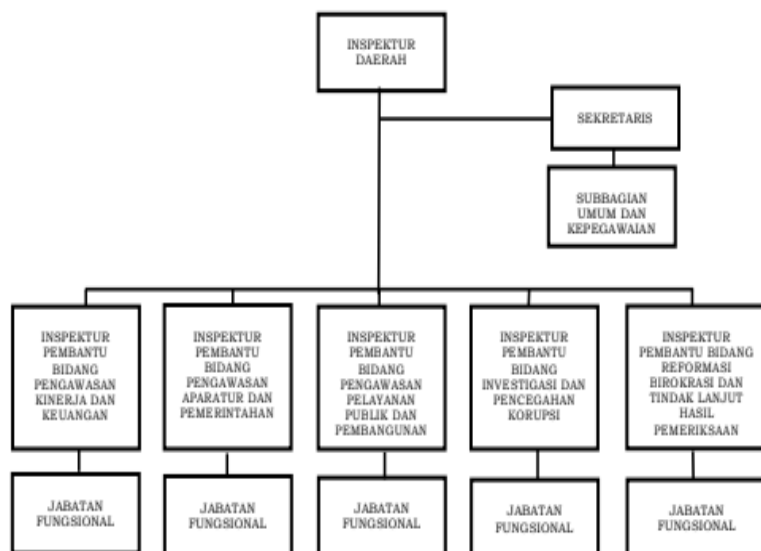 INSPEKTUR
DAERAH
SEKRETARIS
SUBBAGIAN
UMUM DAN
KEPEGAWAIAN
INSPEKTUR
PEMBANTU
BIDANG
PENGAWASAN
KINERJA DAN
KEUANGAN
INSPEKTUR
PEMBANTU
BIDANG
PENGAWASAN
APARATUR DAN
PEMERINTAHAN
INSPEKTUR
PEMBANTU
BIDANG
PENGAWASAN
PELAYANAN
PUBLIK DAN
PEMBANGUNAN
INSPEKTUR
PEMBANTU
BIDANG
INVESTIGASI DAN
PENCEGAHAN
KORUPSI
INSPEKTUR
PEMBANTU BIDANG
REFORMASI
BIROKRASI DAN
TINDAK LANJUT
HASIL
PEMERIKSAAN
JABATAN
FUNGSIONAL
JABATAN
FUNGSIONAL
JABATAN
FUNGSIONAL
JABATAN
FUNGSIONAL
JABATAN
FUNGSIONAL